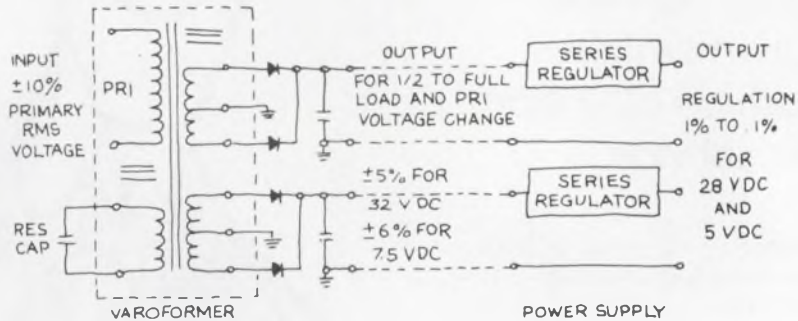 INPUT
±10%
PRIMARY
RMS
VOLTAGE
PRI
RES
CAP
VAROFORMER
OUTPUT
FOR 1/2 TO FULL
LOAD AND PRI
VOLTAGE CHANGE
±5% FOR
32 VDC
±6% FOR
7.5 VDC
SERIES
REGULATOR
SERIES
REGULATOR
POWER SUPPLY
OUTPUT
REGULATION
1% TO .1%
FOR
28 VDC
AND
5 VDC